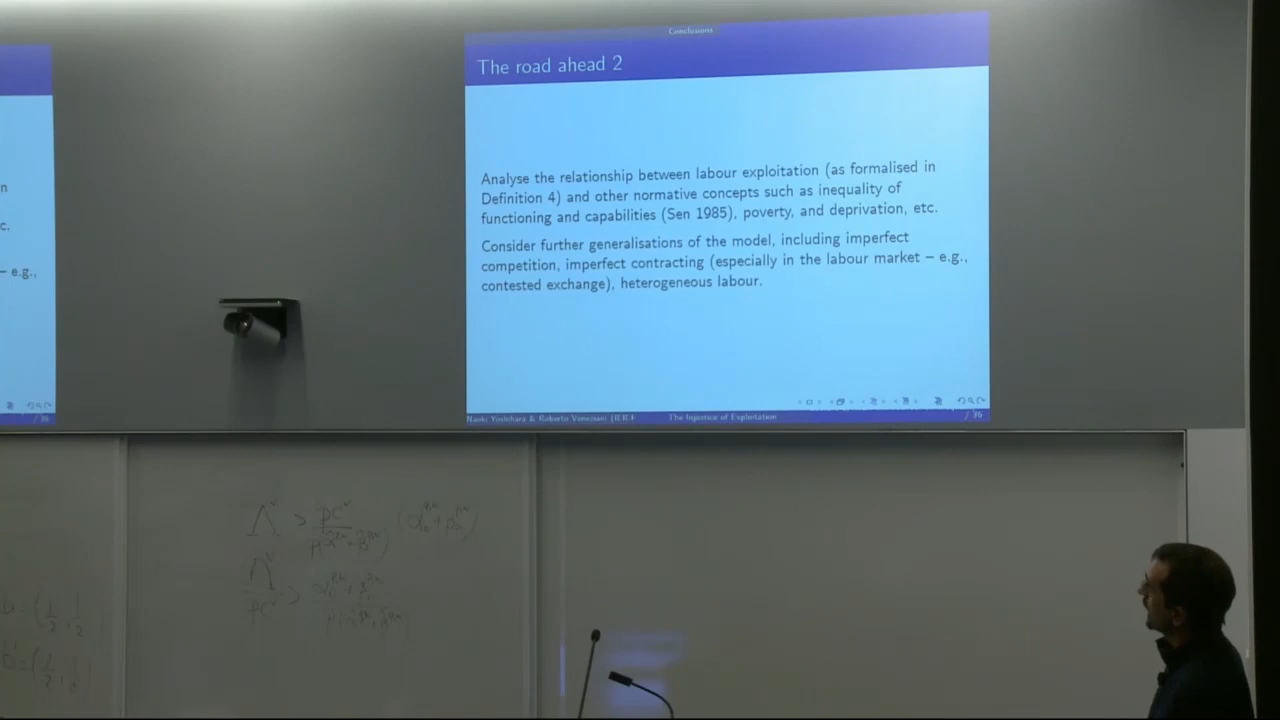 Conclusions
The road ahead 2
Analyse the relationship between labour exploitation (as formalised in
Definition 4) and other normative concepts such as inequality of
functioning and capabilities (Sen 1985), poverty, and deprivation, etc.
Consider further generalisations of the model, including imperfect
competition, imperfect contracting (especially in the labour market – e.g.,
contested exchange), heterogeneous labour.
Naoki Yoshihara & Roberto Veneziani The Injustice of Exploitation
n
c.
– e.g.,